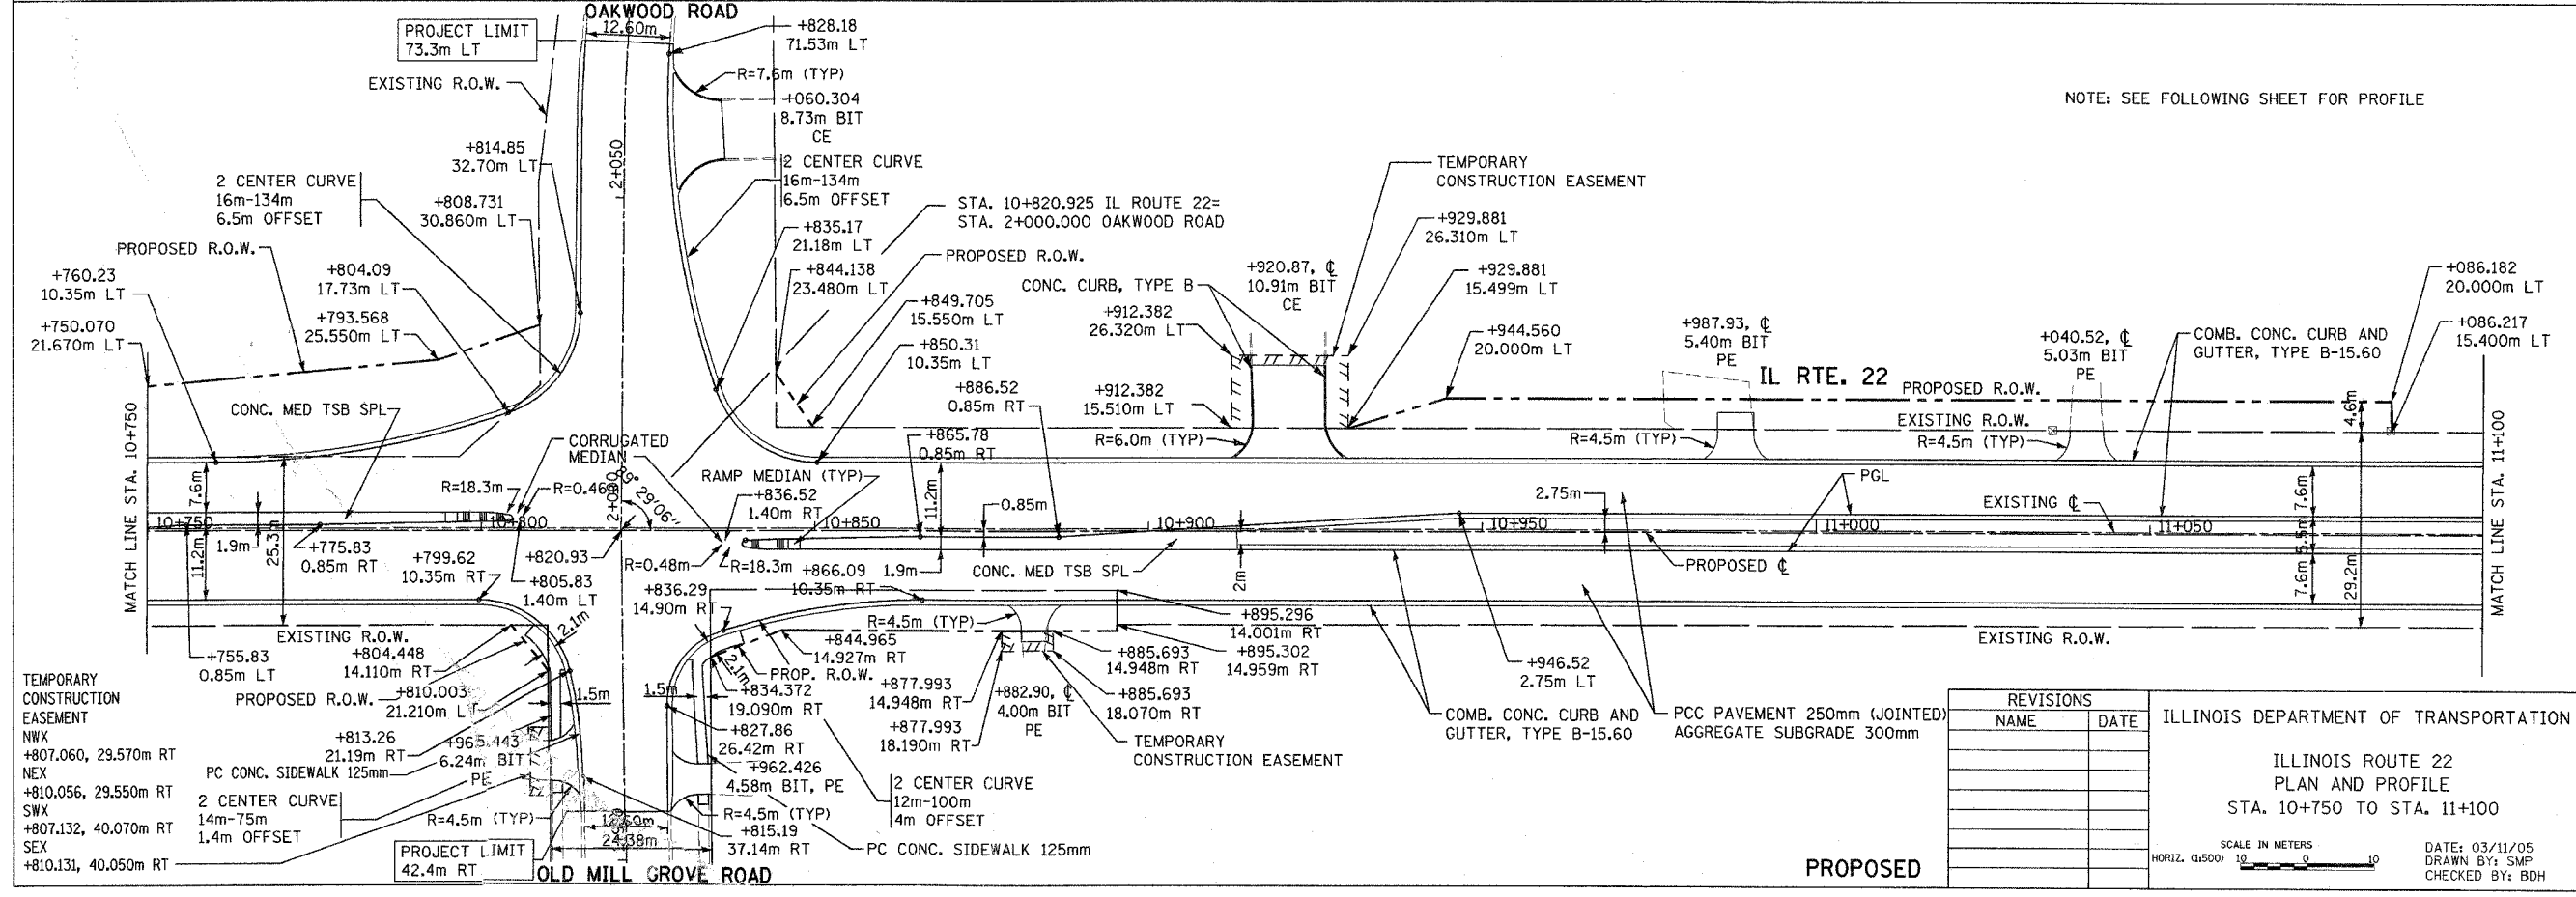 OAKWOOD ROAD
PROJECT LIMIT
73.3m LT
12.60m
+828.18
71.53m LT
EXISTING R.O.W.
R=7.6m (TYP)
+060.304
8.73m BIT
CE
NOTE: SEE FOLLOWING SHEET FOR PROFILE
+814.85
32.70m LT
2+050
2 CENTER CURVE
16m-134m
6.5m OFFSET
TEMPORARY
CONSTRUCTION EASEMENT
2 CENTER CURVE
16m-134m
6.5m OFFSET
+808.731
30.860m LT
STA. 10+820.925 IL ROUTE 22=
STA. 2+000.000 OAKWOOD ROAD
+929.881
26.310m LT
+835.17
21.18m LT
PROPOSED R.O.W.
PROPOSED R.O.W.
+760.23
10.35m LT
+804.09
17.73m LT
+844.138
23.480m LT
CONC. CURB, TYPE B
+920.87, ℄
10.91m BIT
CE
+929.881
15.499m LT
+086.182
20.000m LT
+750.070
21.670m LT
+793.568
25.550m LT
+849.705
15.550m LT
+912.382
26.320m LT
+944.560
20.000m LT
+987.93, ℄
5.40m BIT
PE
+040.52, ℄
5.03m BIT
PE
COMB. CONC. CURB AND
GUTTER, TYPE B-15.60
+086.217
15.400m LT
+850.31
10.35m LT
+886.52
0.85m RT
+912.382
15.510m LT
IL RTE. 22
PROPOSED R.O.W.
EXISTING R.O.W.
4.6m
CONC. MED TSB SPL
CORRUGATED
MEDIAN
+865.78
0.85m RT
R=6.0m (TYP)
R=4.5m (TYP)
R=4.5m (TYP)
MATCH LINE STA. 10+750
7.6m
R=18.3m
R=0.46m
2+000
89° 29'06"
RAMP MEDIAN (TYP)
+836.52
1.40m RT
11.2m
0.85m
2.75m
PGL
EXISTING ℄
7.6m
MATCH LINE STA. 11+100
10+750
10+800
10+850
10+900
10+950
11+000
11+050
11.2m
1.9m
25.3m
+775.83
0.85m RT
+799.62
10.35m RT
+820.93
+805.83
1.40m LT
R=0.48m
R=18.3m
+866.09
10.35m RT
1.9m
CONC. MED TSB SPL
2m
PROPOSED ℄
5.5m
7.6m
29.2m
+836.29
14.90m RT
2.1m
R=4.5m (TYP)
+895.296
14.001m RT
EXISTING R.O.W.
EXISTING R.O.W.
+755.83
0.85m LT
+804.448
14.110m RT
+844.965
14.927m RT
2.1m
PROP. R.O.W.
+885.693
14.948m RT
+895.302
14.959m RT
+946.52
2.75m LT
TEMPORARY
CONSTRUCTION
EASEMENT
NWX
+807.060, 29.570m RT
NEX
+810.056, 29.550m RT
SWX
+807.132, 40.070m RT
SEX
+810.131, 40.050m RT
PROPOSED R.O.W.
+810.003
21.210m
1.5m
1.5m
+834.372
19.090m RT
+877.993
14.948m RT
+882.90, ℄
4.00m BIT
PE
+885.693
18.070m RT
+813.26
21.19m RT
6.24m BIT
PE
+827.86
26.42m RT
+877.993
18.190m RT
TEMPORARY
CONSTRUCTION EASEMENT
COMB. CONC. CURB AND
GUTTER, TYPE B-15.60
PCC PAVEMENT 250mm (JOINTED)
AGGREGATE SUBGRADE 300mm
PC CONC. SIDEWALK 125mm
+962.426
4.58m BIT, PE
2 CENTER CURVE
14m-75m
1.4m OFFSET
R=4.5m (TYP)
R=4.5m (TYP)
2 CENTER CURVE
12m-100m
4m OFFSET
12.60m
24.38m
+815.19
37.14m RT
PC CONC. SIDEWALK 125mm
PROJECT LIMIT
42.4m RT
OLD MILL GROVE ROAD
PROPOSED
REVISIONS
NAME DATE
ILLINOIS DEPARTMENT OF TRANSPORTATION
ILLINOIS ROUTE 22
PLAN AND PROFILE
STA. 10+750 TO STA. 11+100
SCALE IN METERS
HORIZ. (1:500) 10 0 10
DATE: 03/11/05
DRAWN BY: SMP
CHECKED BY: BDH